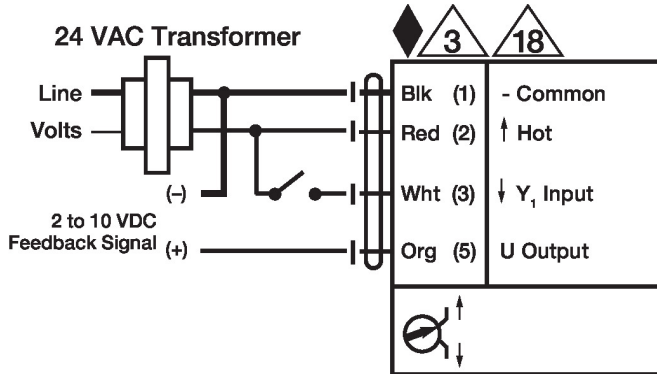 24 VAC Transformer
3
18
Line
Volts
Blk (1) - Common
Red (2) ↑ Hot
(-)
Wht (3) ↓ Y₁ Input
2 to 10 VDC
Feedback Signal (+)
Org (5) U Output